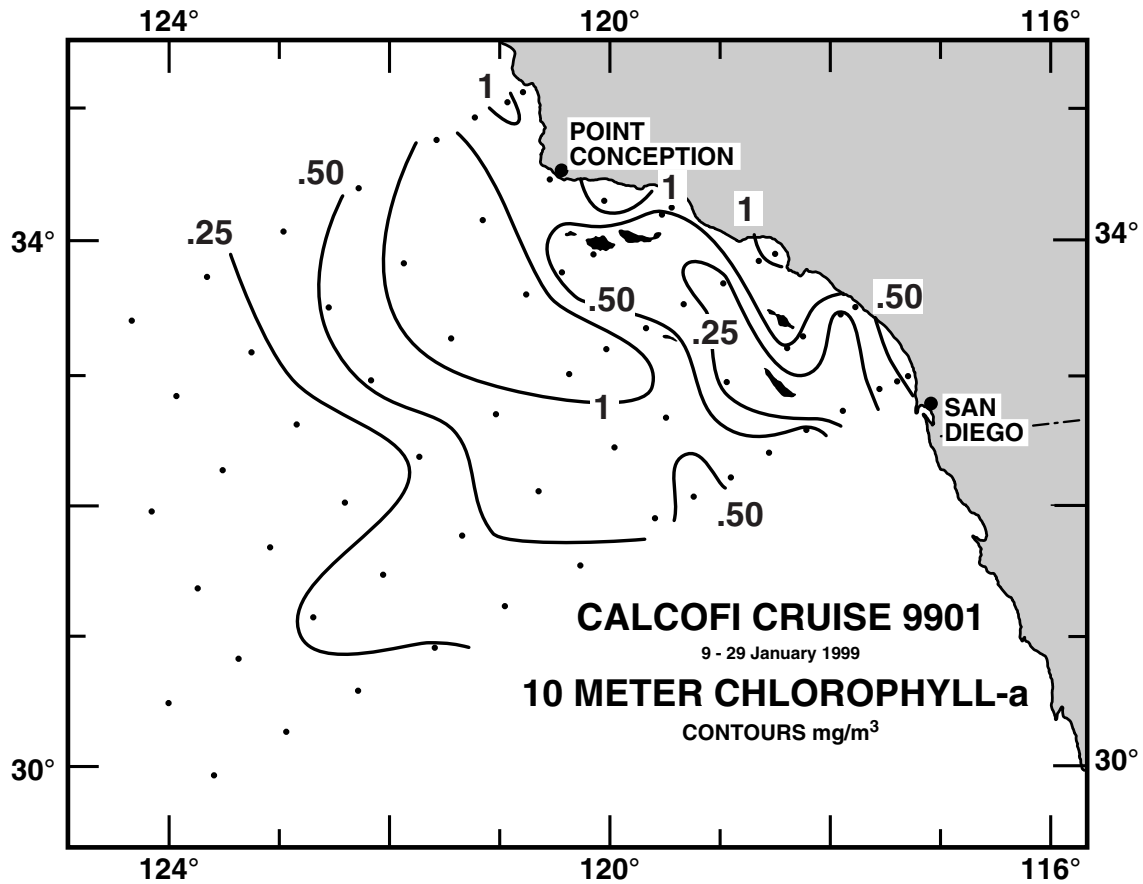 124°
120°
116°
1
POINT
CONCEPTION
.50
1
1
.25
34°
34°
.50
.50
.25
1
SAN
DIEGO
.50
CALCOFI CRUISE 9901
9 - 29 January 1999
10 METER CHLOROPHYLL-a
CONTOURS mg/m³
30°
30°
124°
120°
116°